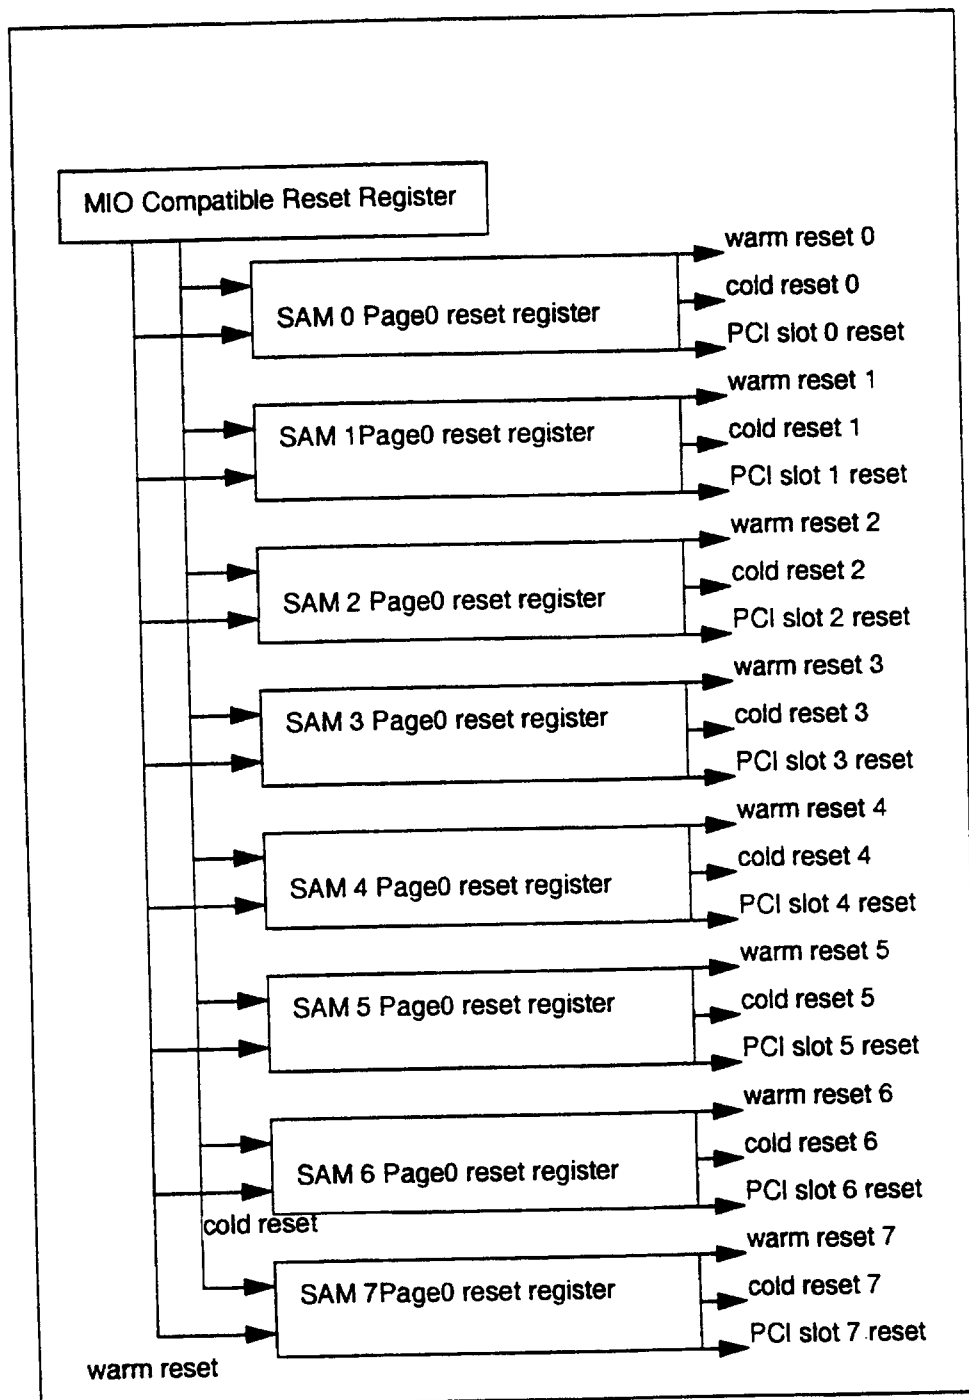 MIO Compatible Reset Register
warm reset 0
cold reset 0
SAM 0 Page0 reset register
PCI slot 0 reset
warm reset 1
cold reset 1
SAM 1Page0 reset register
PCI slot 1 reset
warm reset 2
cold reset 2
SAM 2 Page0 reset register
PCI slot 2 reset
warm reset 3
SAM 3 Page0 reset register
cold reset 3
PCI slot 3 reset
warm reset 4
cold reset 4
SAM 4 Page0 reset register
PCI slot 4 reset
warm reset 5
SAM 5 Page0 reset register
cold reset 5
PCI slot 5 reset
warm reset 6
cold reset 6
SAM 6 Page0 reset register
PCI slot 6 reset
cold reset
warm reset 7
SAM 7Page0 reset register
cold reset 7
PCI slot 7 reset
warm reset